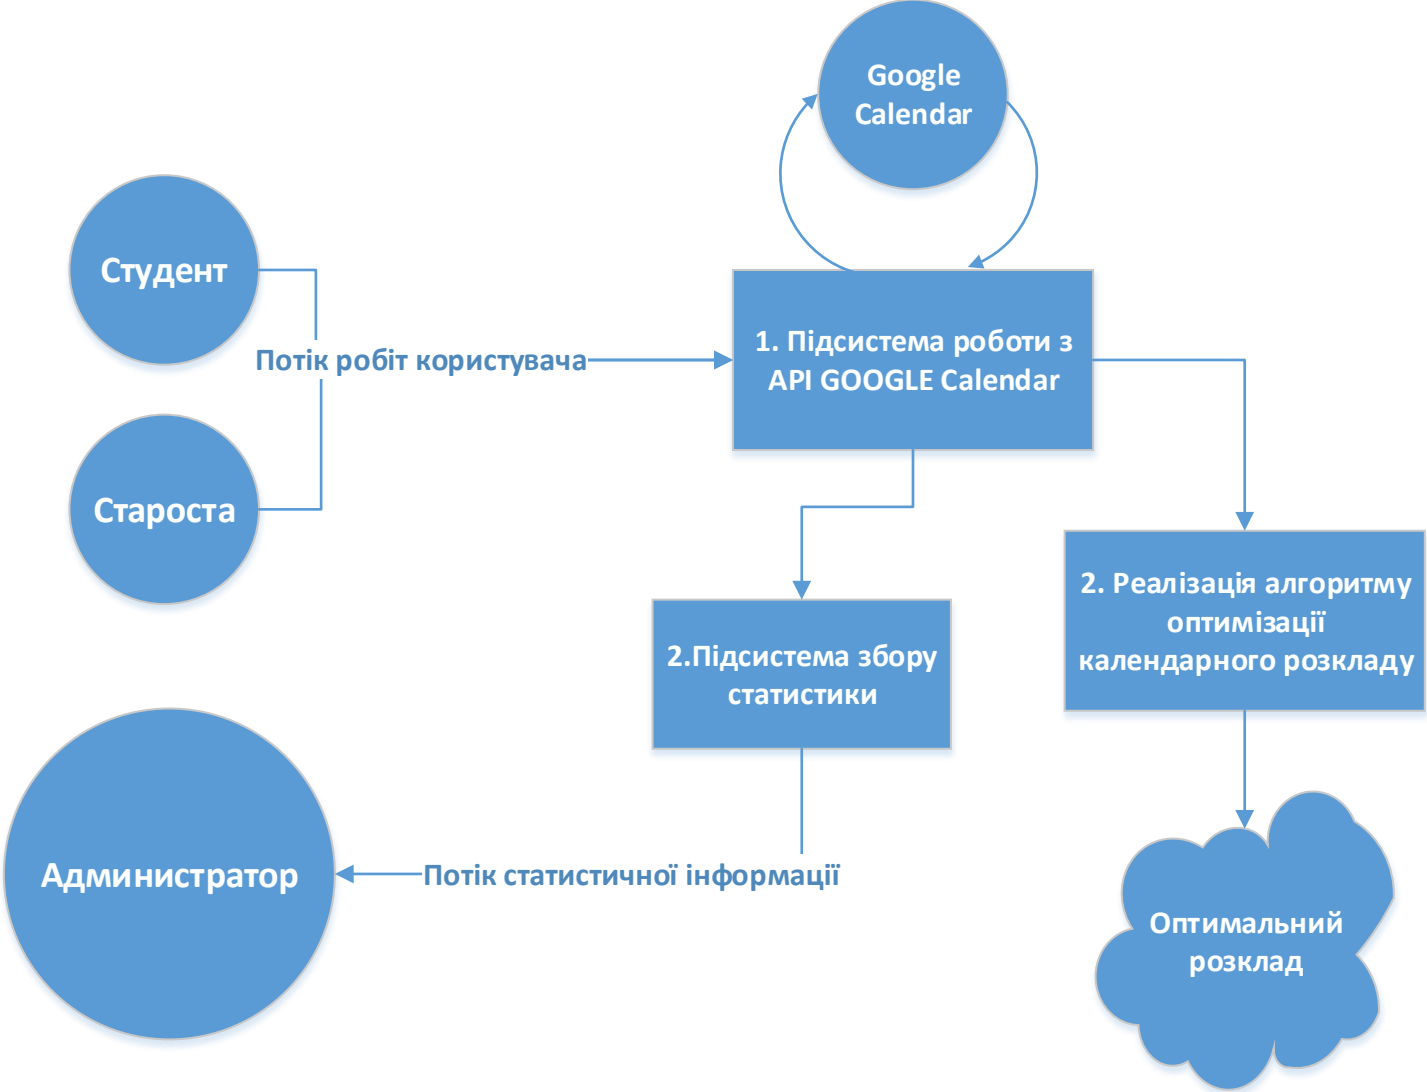 Google
Calendar
Студент
1. Підсистема роботи з
АРІ GOOGLE Calendar
Потік робіт користувача
Староста
2. Реалізація алгоритму
оптимізації
календарного розкладу
2.Підсистема збору
статистики
Администратор
Потік статистичної інформації
Оптимальний
розклад